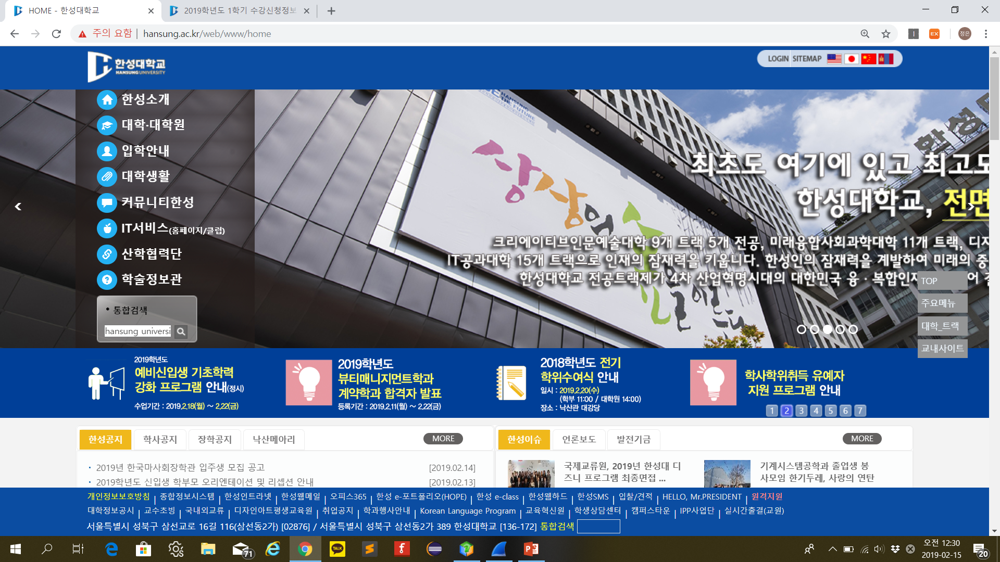 HOME - 한성대학교
2019학년도 1학기 수강신청정보
주의 요함
hansung.ac.kr/web/www/home
EX
정은
한성대학교
HANSUNG UNIVERSITY
LOGIN SITEMAP
한성소개
대학·대학원
입학안내
대학생활
커뮤니티한성
IT서비스(홈페이지/클럽)
산학협력단
학술정보관
통합검색
hansung universi
HANSUNG
THE FUTURE
상상의
한성
최초도 여기에 있고 최고도
한성대학교, 전면
크리에이티브인문예술대학 9개 트랙 5개 전공, 미래융합사회과학대학 11개 트랙, 디자
IT공과대학 15개 트랙으로 인재의 잠재력을 키웁니다. 한성인의 잠재력을 계발하여 미래의 중
한성대학교 전공트랙제가 4차 산업혁명시대의 대한민국 융·복합인재
TOP
주요메뉴
대학_트랙
교내사이트
2019학년도
예비신입생 기초학력
강화 프로그램 안내(정시)
수업기간 : 2019.2.18(월) ~ 2.22(금)
2019학년도
뷰티매니지먼트학과
계약학과 합격자 발표
등록기간 : 2019.2.11(월) ~ 2.22(금)
2018학년도 전기
학위수여식 안내
일시 : 2019.2.20(수)
(학부 11:00 / 대학원 14:00)
장소 : 낙산관 대강당
학사학위취득 유예자
지원 프로그램 안내
1 2 3 4 5 6 7
한성공지 학사공지 장학공지 낙산메아리 MORE
2019년 한국마사회장학관 입주생 모집 공고 [2019.02.14]
2019학년도 신입생 학부모 오리엔테이션 및 리셉션 안내 [2019.02.13]
한성이슈 언론보도 발전기금 MORE
국제교류원, 2019년 한성대 디
즈니 프로그램 최종면접 ...
기계시스템공학과 졸업생 봉
사모임 한기두레, 사랑의 연탄
개인정보보호방침 | 종합정보시스템 | 한성인트라넷 | 한성웹메일 | 오피스365 | 한성 e-포트폴리오(HOPE) | 한성 e-class | 한성웹하드 | 한성SMS | 입찰/견적 | HELLO, Mr.PRESIDENT | 원격지원
대학정보공시 | 교수초빙 | 국내외교류 | 디자인아트평생교육원 | 취업공지 | 학과행사안내 | Korean Language Program | 교육혁신원 | 학생상담센터 | 캠퍼스타운 | IPP사업단 | 실시간출결(교원)
서울특별시 성북구 삼선교로 16길 116(삼선동2가) [02876] / 서울특별시 성북구 삼선동2가 389 한성대학교 [136-172] 통합검색
71
TALK
오전 12:30
2019-02-15
20